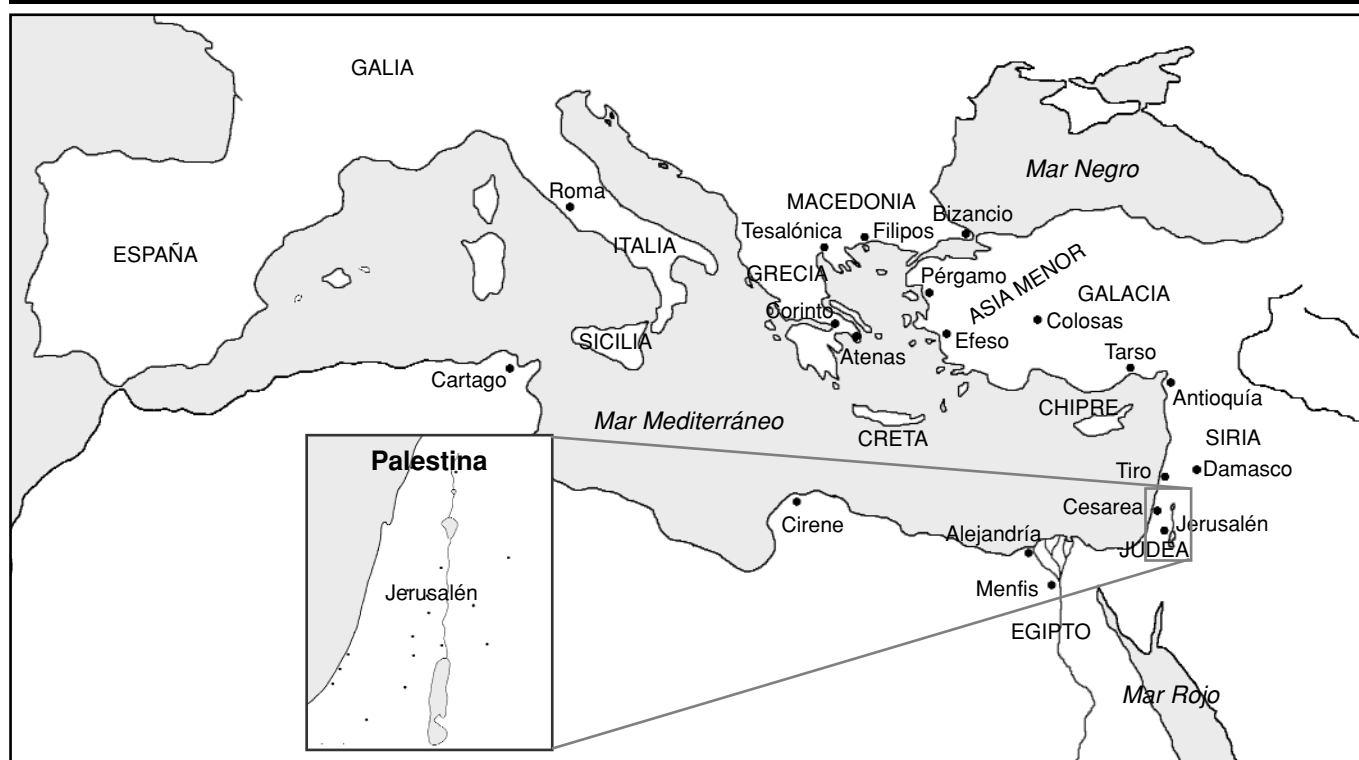 GALIA
Mar Negro
Roma
MACEDONIA
Bizancio
Tesalónica
Filipos
ESPAÑA
ITALIA
GRECIA
Pérgamo
ASIA MENOR
GALACIA
Corinto
Colosas
SICILIA
Atenas
Efeso
Tarso
Cartago
Antioquía
CHIPRE
Mar Mediterráneo
CRETA
SIRIA
Palestina
Tiro
Damasco
Cesarea
Cirene
Jerusalén
Alejandría
JUDEA
Menfis
Jerusalén
EGIPTO
Mar Rojo